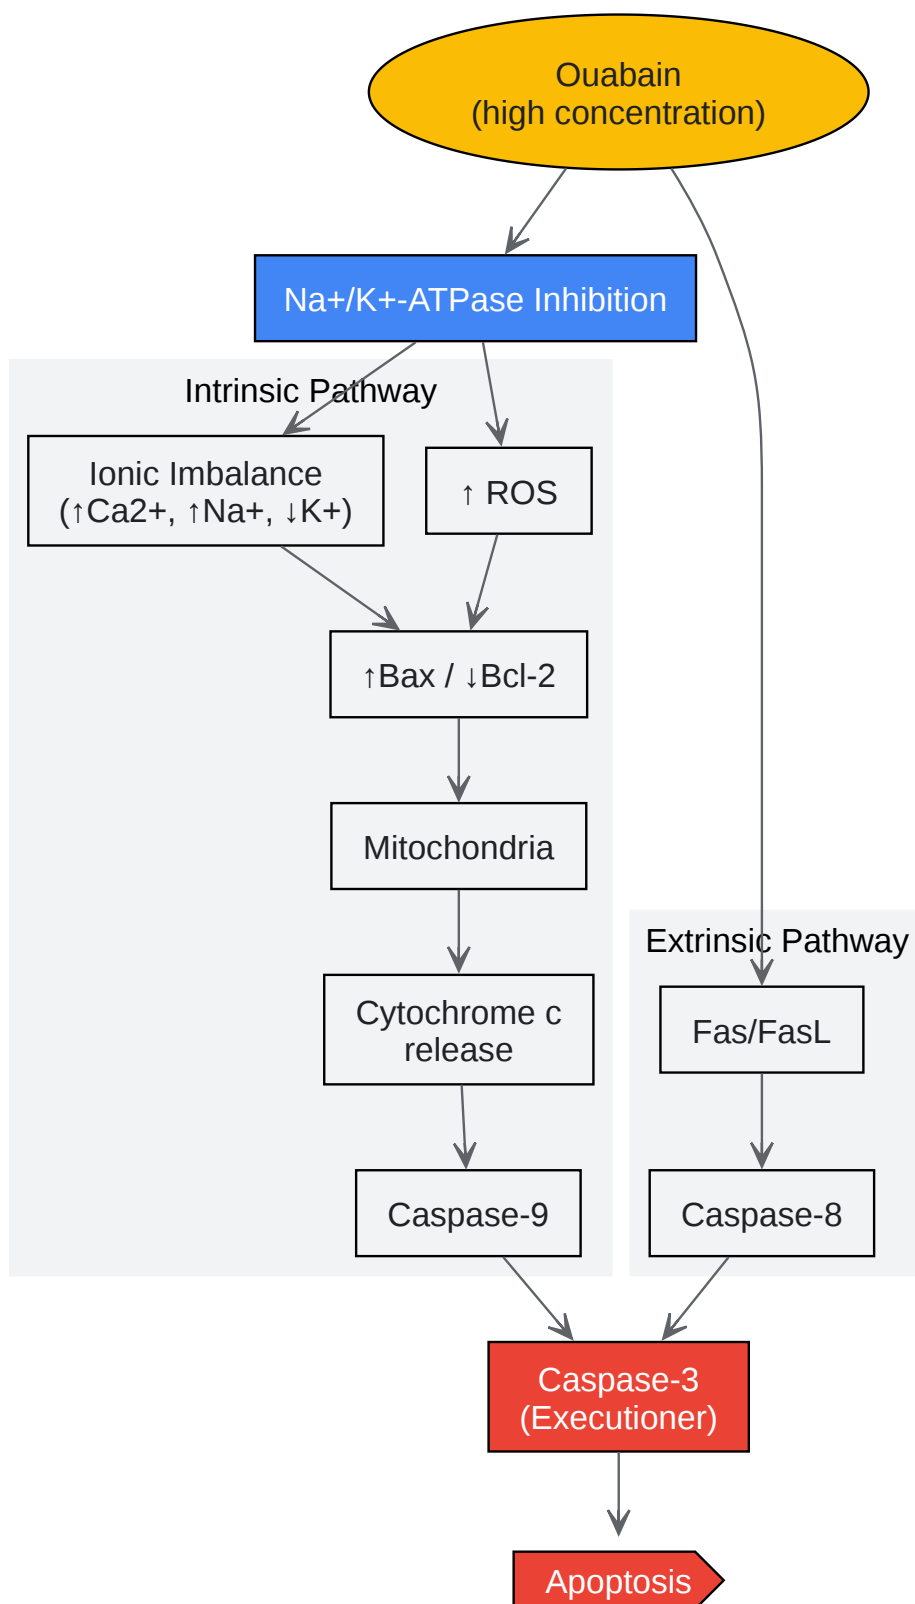 Ouabain
(high concentration)
Na+/K+-ATPase Inhibition
Intrinsic Pathway
Ionic Imbalance
(↑Ca2+, ↑Na+, ↓K+)
↑ ROS
↑Bax / ↓Bcl-2
Mitochondria
Cytochrome c
release
Caspase-9
Extrinsic Pathway
Fas/FasL
Caspase-8
Caspase-3
(Executioner)
Apoptosis